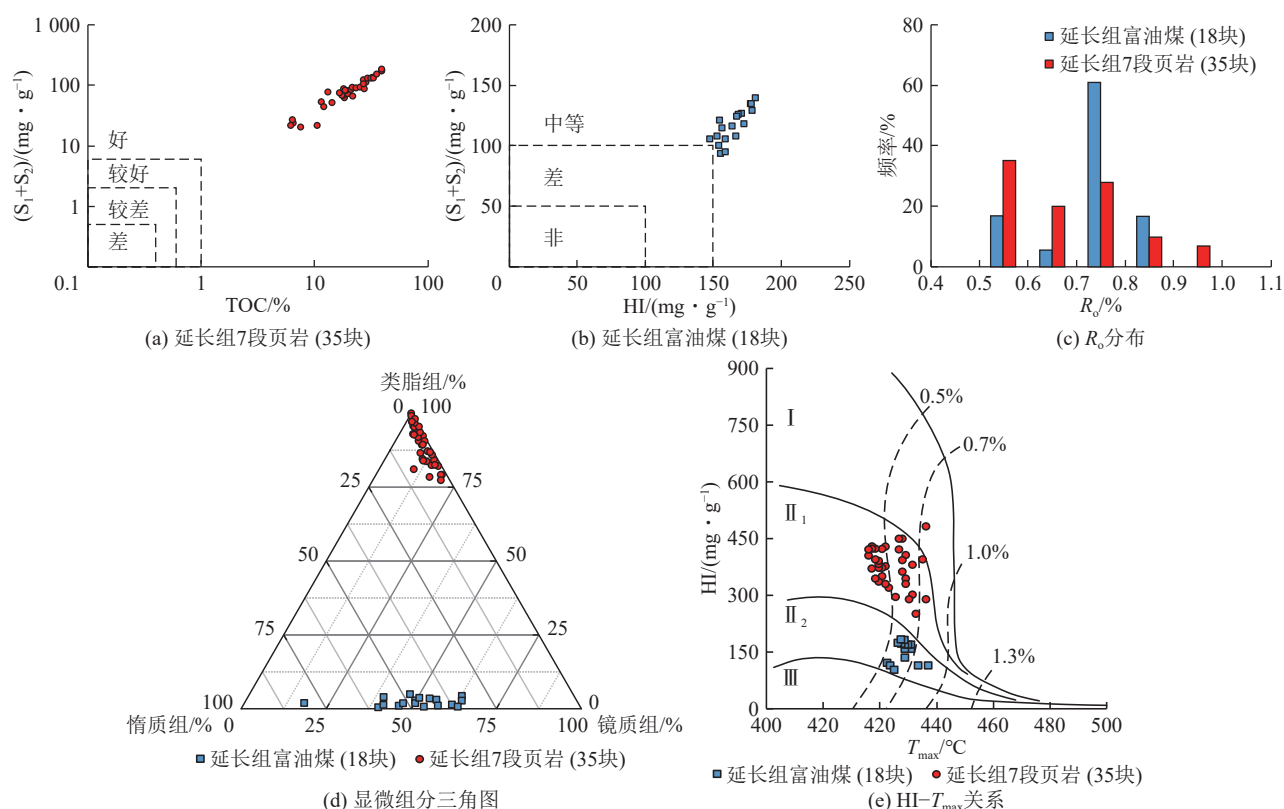 1 000
100
10
1
0.1
(S₁+S₂)/(mg·g⁻¹)
好
较好
较差
差
1
10
100
TOC/%
(a) 延长组7段页岩 (35块)
200
150
100
50
0
(S₁+S₂)/(mg·g⁻¹)
中等
差
非
0
50
100
150
200
250
HI/(mg·g⁻¹)
(b) 延长组富油煤 (18块)
80
60
40
20
0
频率/%
延长组富油煤 (18块)
延长组7段页岩 (35块)
0.4
0.5
0.6
0.7
0.8
0.9
1.0
1.1
Rₒ/%
(c) Rₒ分布
类脂组/%
0 100
25
75
50
50
75
25
100
0
惰质组/%
0
25
50
75
100
镜质组/%
延长组富油煤 (18块)
延长组7段页岩 (35块)
(d) 显微组分三角图
900
750
600
450
300
150
0
HI/(mg·g⁻¹)
Ⅰ
Ⅱ₁
Ⅱ₂
Ⅲ
0.5%
0.7%
1.0%
1.3%
400
420
420
440
460
480
500
Tmax/°C
延长组富油煤 (18块)
延长组7段页岩 (35块)
(e) HI−Tmax关系